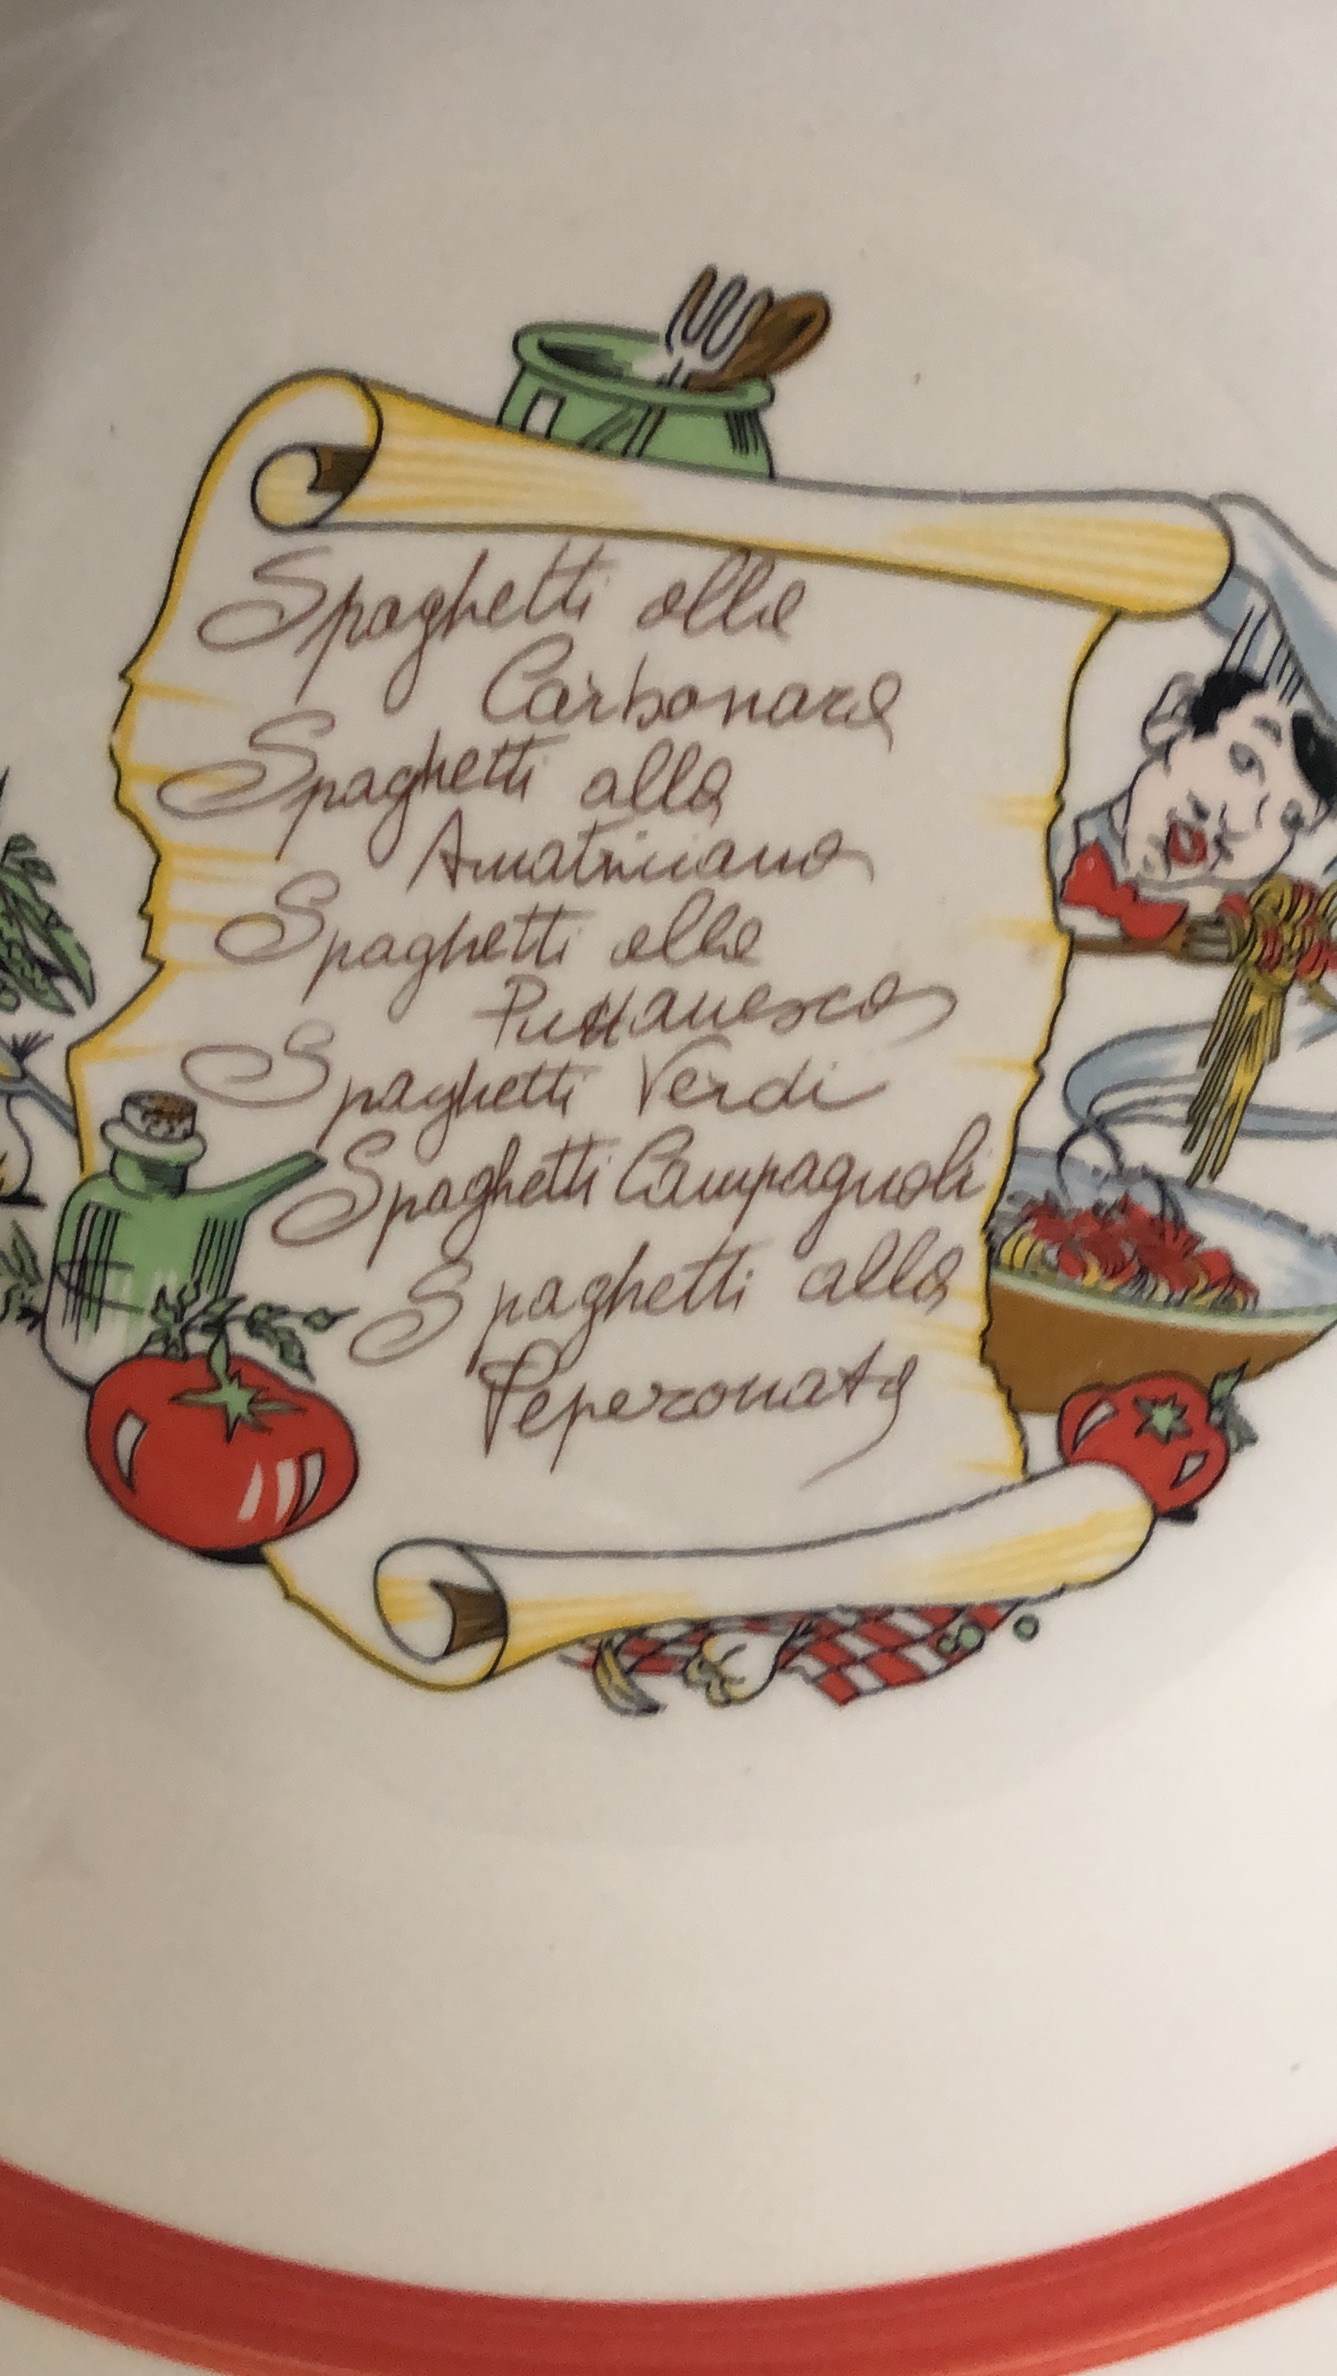 Spaghetti alla
Carbonara
Spaghetti alla
Amatriciana
Spaghetti alla
Puttanesca
Spaghetti Verdi
Spaghetti Campagnoli
Spaghetti alla
Peperonata